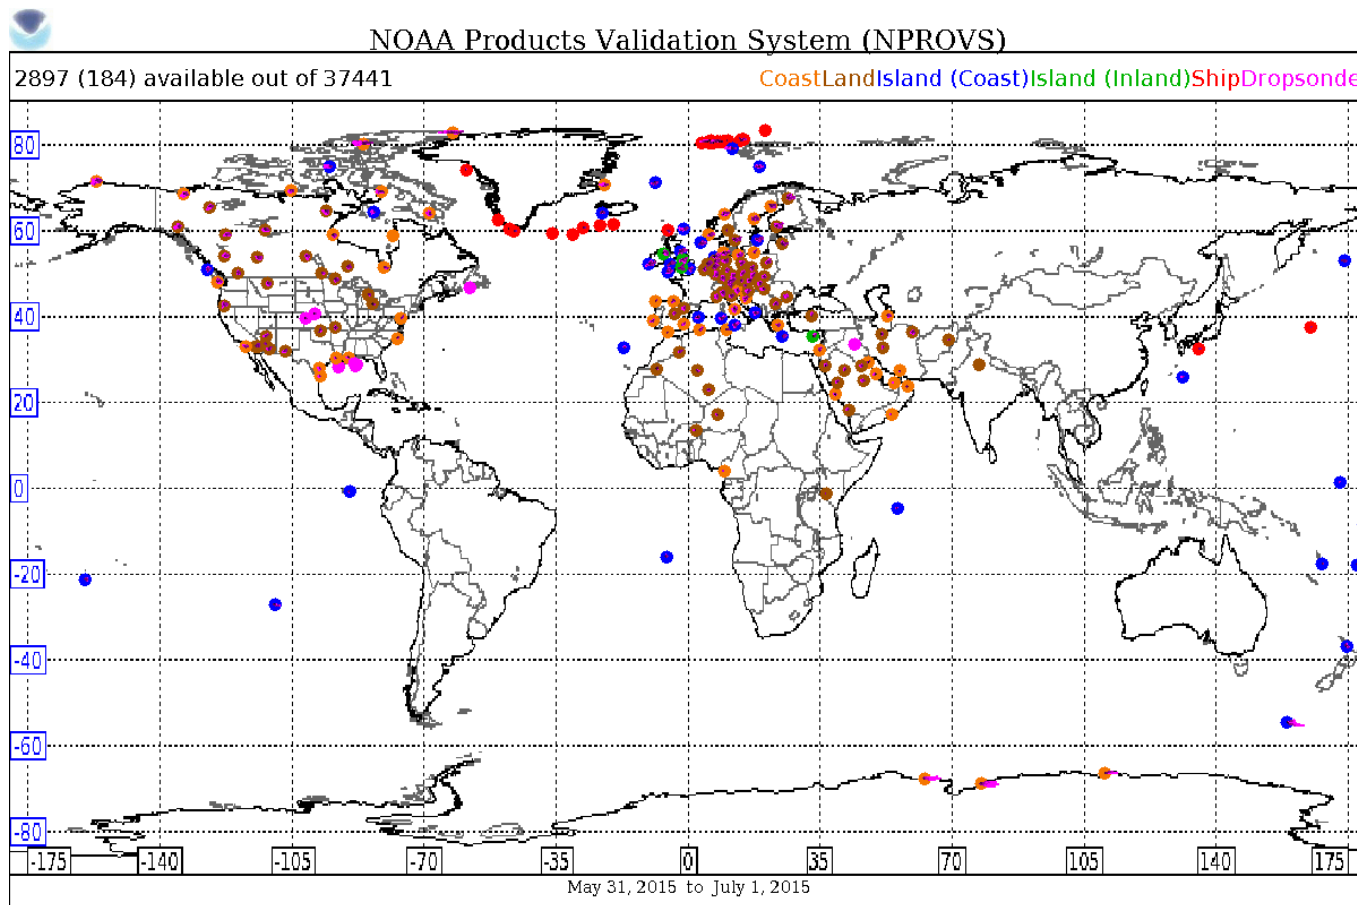 NOAA Products Validation System (NPROVS)
2897 (184) available out of 37441
CoastLandIsland (Coast)Island (Inland)ShipDropsonde
80
60
40
20
0
-20
-40
-60
-80
-175 -140 -105 -70 -35 0 35 70 105 140 175
May 31, 2015 to July 1, 2015